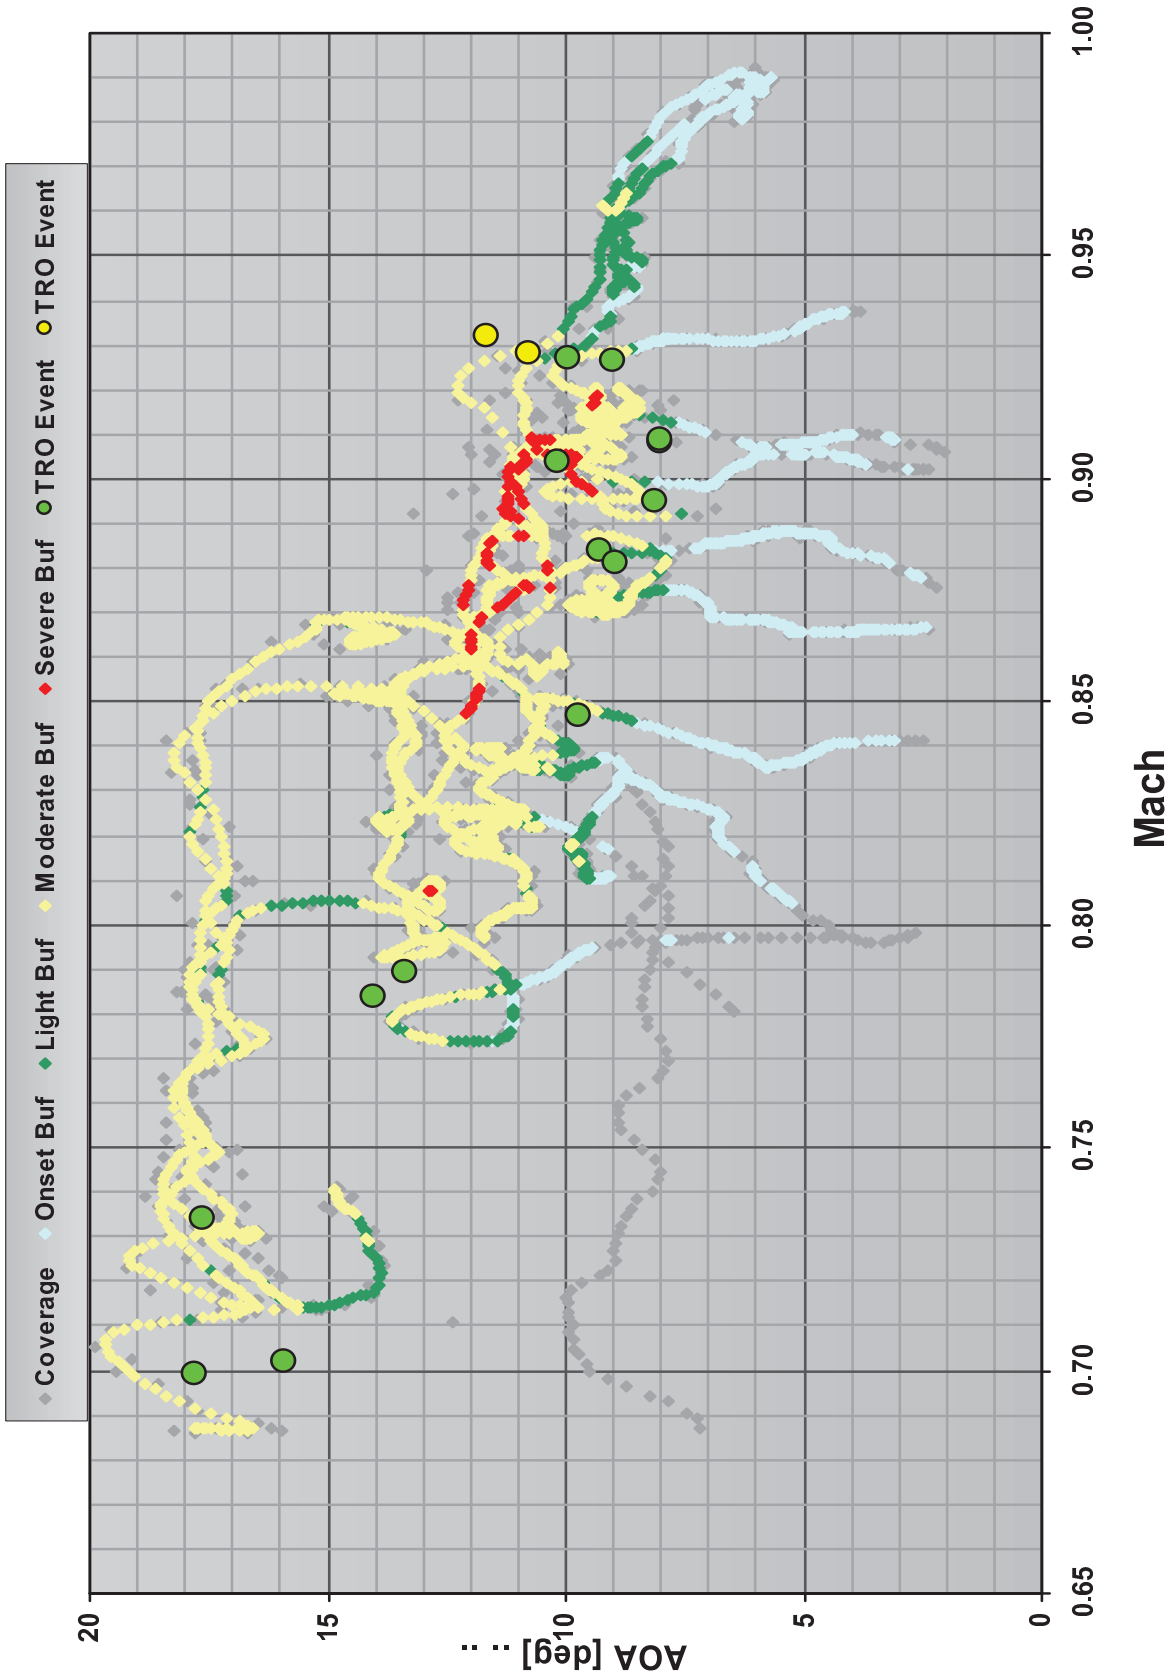 Coverage Onset Buf Light Buf Moderate Buf Severe Buf TRO Event TRO Event
AOA [deg] .. ..
20
15
10
5
0
0.65 0.70 0.75 0.80 0.85 0.90 0.95 1.00
Mach